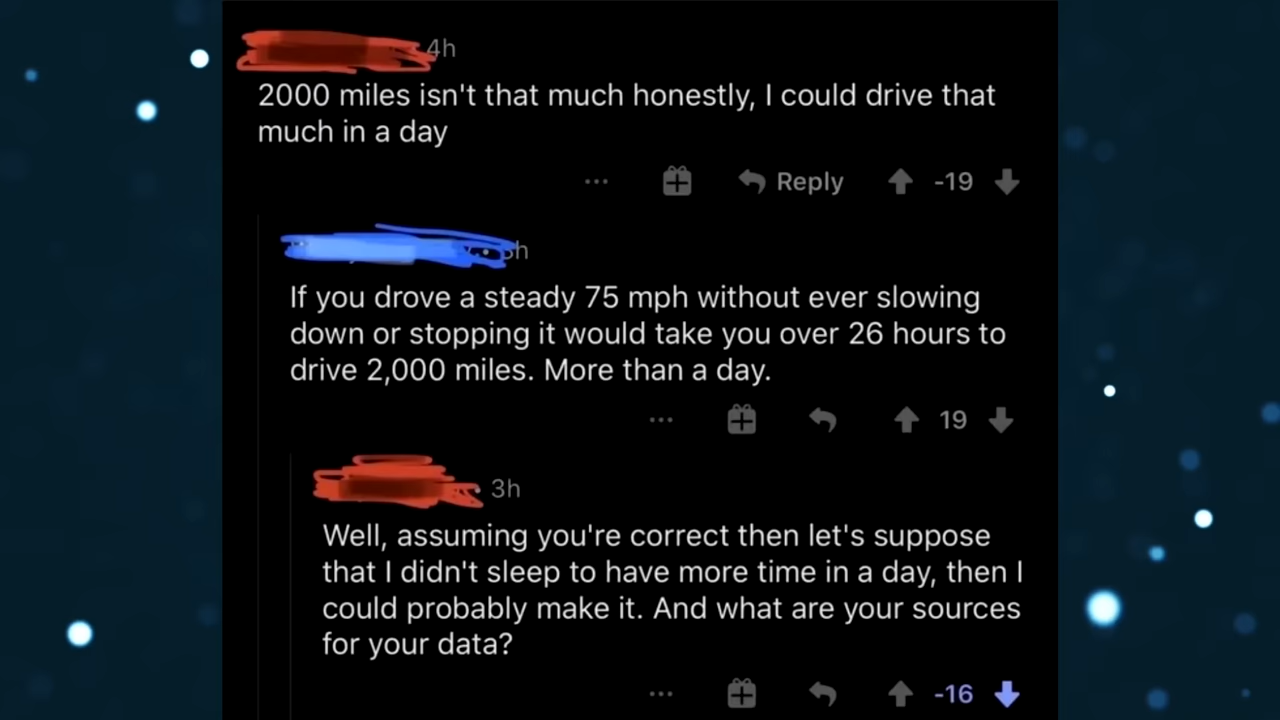 4h
2000 miles isn't that much honestly, I could drive that
much in a day
... Reply -19
If you drove a steady 75 mph without ever slowing
down or stopping it would take you over 26 hours to
drive 2,000 miles. More than a day.
... 19
3h
Well, assuming you're correct then let's suppose
that I didn't sleep to have more time in a day, then I
could probably make it. And what are your sources
for your data?
... -16